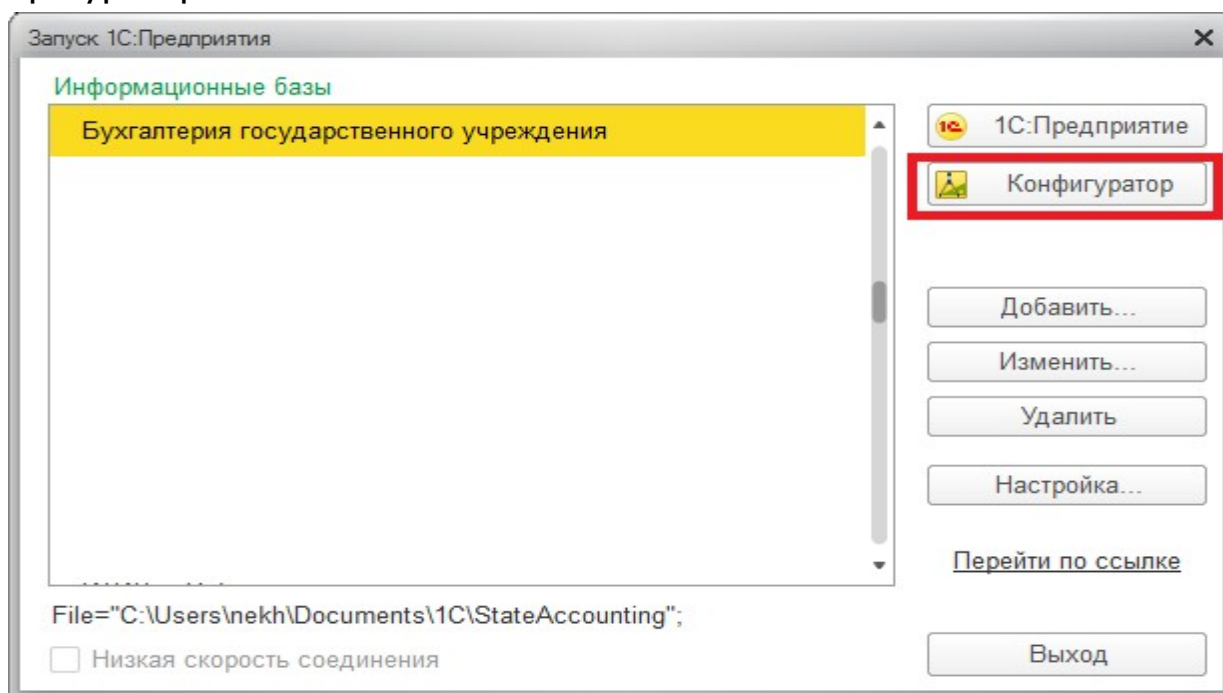 Запуск 1С:Предприятия
Информационные базы
Бухгалтерия государственного учреждения
1С:Предприятие
Конфигуратор
Добавить...
Изменить...
Удалить
Настройка...
Перейти по ссылке
File="C:\Users\nekh\Documents\1C\StateAccounting";
Низкая скорость соединения
Выход